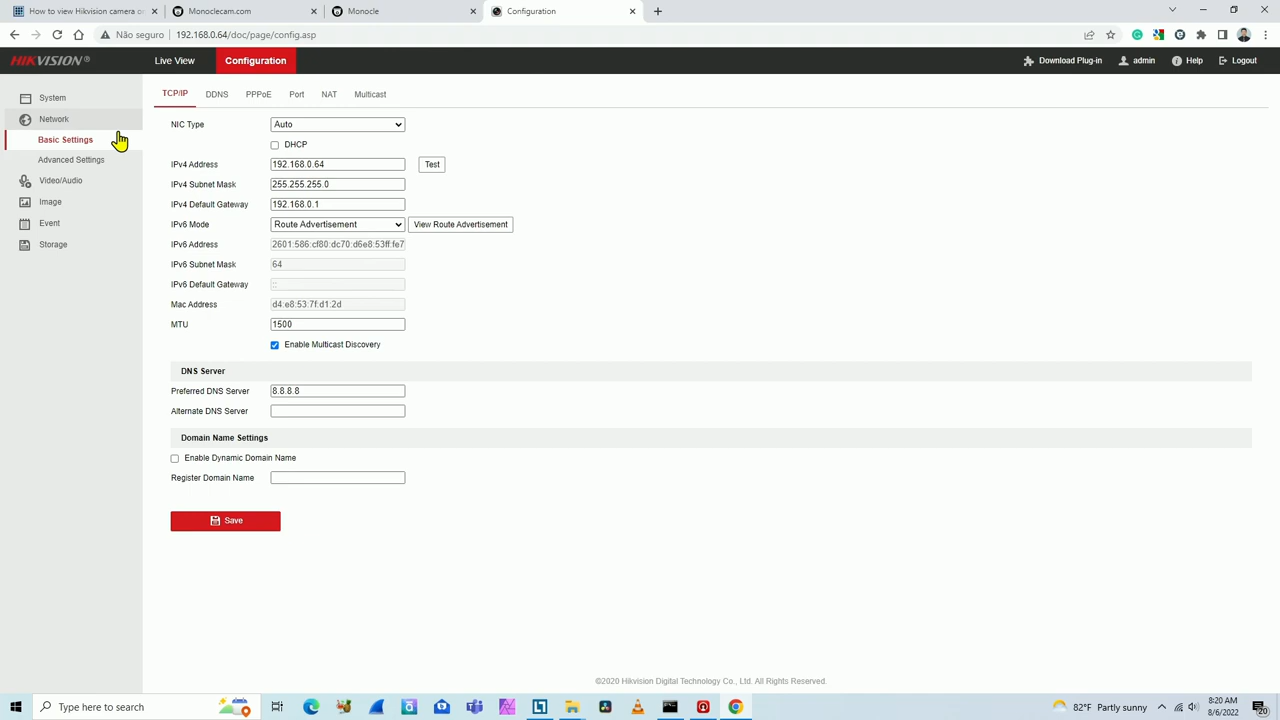 How to view Hikvision camera on
Monoclecam.com
Monocle
Configuration
Não seguro
192.168.0.64/doc/page/config.asp
HIKVISION®
Live View
Configuration
Download Plug-in
admin
Help
Logout
System
Network
Basic Settings
Advanced Settings
Video/Audio
Image
Event
Storage
TCP/IP
DDNS
PPPoE
Port
NAT
Multicast
NIC Type
Auto
DHCP
IPv4 Address
192.168.0.64
Test
IPv4 Subnet Mask
255.255.255.0
IPv4 Default Gateway
192.168.0.1
IPv6 Mode
Route Advertisement
View Route Advertisement
IPv6 Address
2601:586:cf80:dc70:d6e8:53ff:fe7
IPv6 Subnet Mask
64
IPv6 Default Gateway
::
Mac Address
d4:e8:53:7f:d1:2d
MTU
1500
Enable Multicast Discovery
DNS Server
Preferred DNS Server
8.8.8.8
Alternate DNS Server
Domain Name Settings
Enable Dynamic Domain Name
Register Domain Name
Save
©2020 Hikvision Digital Technology Co., Ltd. All Rights Reserved.
Type here to search
82°F Partly sunny
8:20 AM
8/6/2022
20